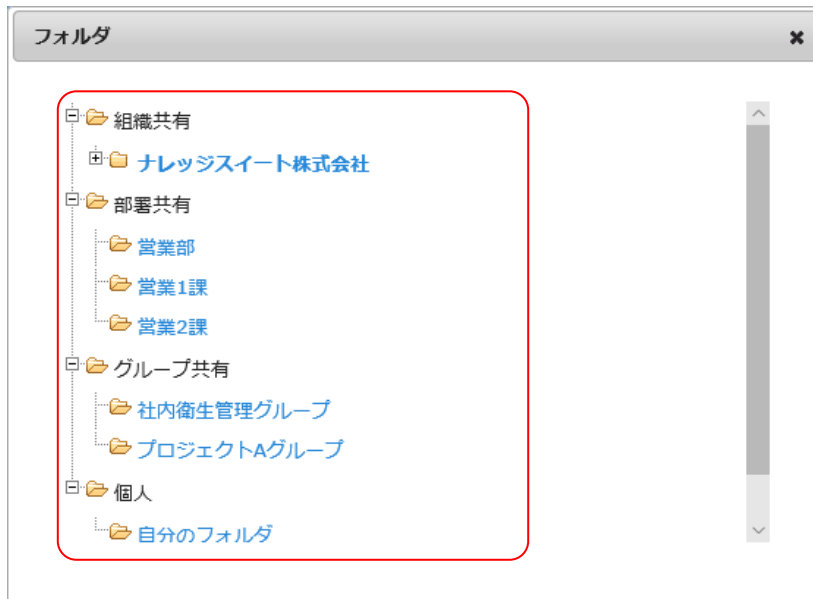 フォルダ
組織共有
ナレッジスイート株式会社
部署共有
営業部
営業1課
営業2課
グループ共有
社内衛生管理グループ
プロジェクトAグループ
個人
自分のフォルダ